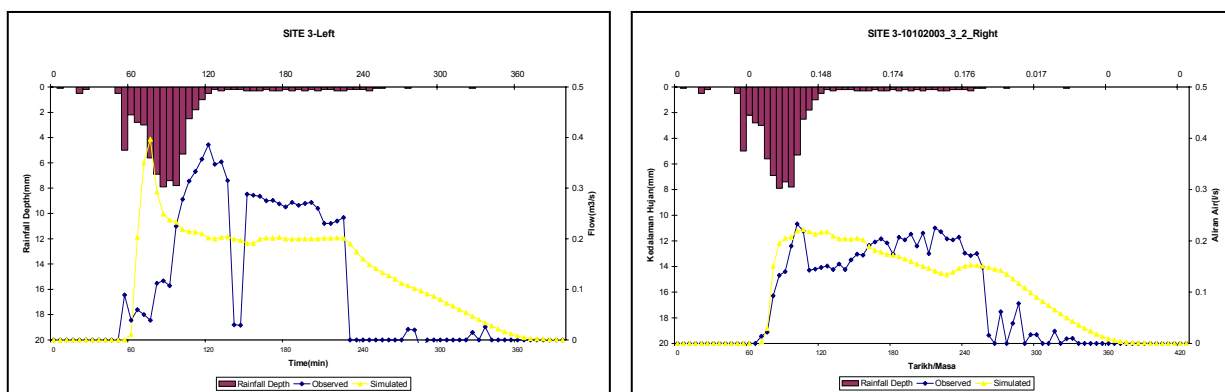 SITE 3-Left
0 60 120 180 240 300 360
0
2
4
6
8
10
12
14
16
18
20
Rainfall Depth(mm)
0.5
0.4
0.3
0.2
0.1
0
Flow(m3/s)
0 60 120 180 240 300 360
Time(min)
Rainfall Depth Observed Simulated
SITE 3-10102003_3_2_Right
0 0 0.148 0.174 0.176 0.017 0 0
0
2
4
6
8
10
12
14
16
18
20
Kedalaman Hujan(mm)
0.5
0.4
0.3
0.2
0.1
0
Aliran Air(l/s)
0 60 120 180 240 300 360 420
Tarikh/Masa
Rainfall Depth Observed Simulated